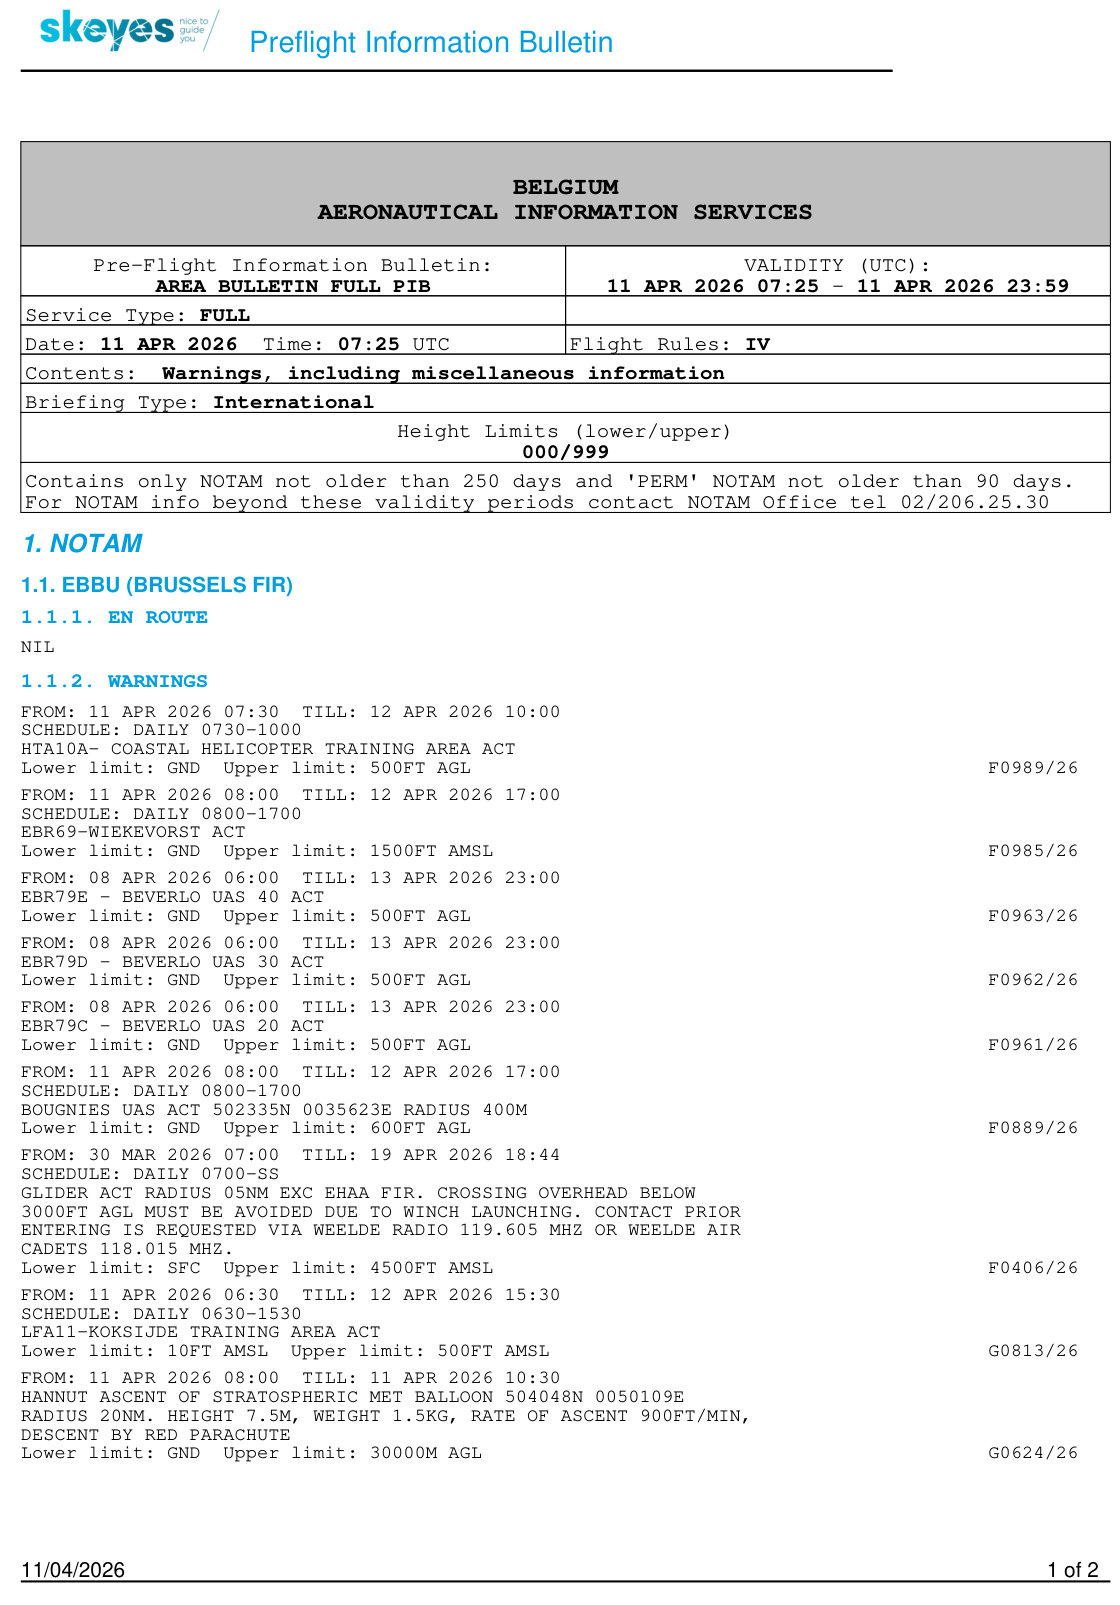 skeyes nice to guide you
Preflight Information Bulletin
BELGIUM
AERONAUTICAL INFORMATION SERVICES
Pre-Flight Information Bulletin:
AREA BULLETIN FULL PIB
VALIDITY (UTC):
11 APR 2026 07:25 - 11 APR 2026 23:59
Service Type: FULL
Date: 11 APR 2026 Time: 07:25 UTC
Flight Rules: IV
Contents: Warnings, including miscellaneous information
Briefing Type: International
Height Limits (lower/upper)
000/999
Contains only NOTAM not older than 250 days and 'PERM' NOTAM not older than 90 days.
For NOTAM info beyond these validity periods contact NOTAM Office tel 02/206.25.30
1. NOTAM
1.1. EBBU (BRUSSELS FIR)
1.1.1. EN ROUTE
NIL
1.1.2. WARNINGS
FROM: 11 APR 2026 07:30 TILL: 12 APR 2026 10:00
SCHEDULE: DAILY 0730-1000
HTA10A- COASTAL HELICOPTER TRAINING AREA ACT
Lower limit: GND Upper limit: 500FT AGL F0989/26
FROM: 11 APR 2026 08:00 TILL: 12 APR 2026 17:00
SCHEDULE: DAILY 0800-1700
EBR69-WIEKEVORST ACT
Lower limit: GND Upper limit: 1500FT AMSL F0985/26
FROM: 08 APR 2026 06:00 TILL: 13 APR 2026 23:00
EBR79E - BEVERLO UAS 40 ACT
Lower limit: GND Upper limit: 500FT AGL F0963/26
FROM: 08 APR 2026 06:00 TILL: 13 APR 2026 23:00
EBR79D - BEVERLO UAS 30 ACT
Lower limit: GND Upper limit: 500FT AGL F0962/26
FROM: 08 APR 2026 06:00 TILL: 13 APR 2026 23:00
EBR79C - BEVERLO UAS 20 ACT
Lower limit: GND Upper limit: 500FT AGL F0961/26
FROM: 11 APR 2026 08:00 TILL: 12 APR 2026 17:00
SCHEDULE: DAILY 0800-1700
BOUGNIES UAS ACT 502335N 0035623E RADIUS 400M
Lower limit: GND Upper limit: 600FT AGL F0889/26
FROM: 30 MAR 2026 07:00 TILL: 19 APR 2026 18:44
SCHEDULE: DAILY 0700-SS
GLIDER ACT RADIUS 05NM EXC EHAA FIR. CROSSING OVERHEAD BELOW
3000FT AGL MUST BE AVOIDED DUE TO WINCH LAUNCHING. CONTACT PRIOR
ENTERING IS REQUESTED VIA WEELDE RADIO 119.605 MHZ OR WEELDE AIR
CADETS 118.015 MHZ.
Lower limit: SFC Upper limit: 4500FT AMSL F0406/26
FROM: 11 APR 2026 06:30 TILL: 12 APR 2026 15:30
SCHEDULE: DAILY 0630-1530
LFA11-KOKSIJDE TRAINING AREA ACT
Lower limit: 10FT AMSL Upper limit: 500FT AMSL G0813/26
FROM: 11 APR 2026 08:00 TILL: 11 APR 2026 10:30
HANNUT ASCENT OF STRATOSPHERIC MET BALLOON 504048N 0050109E
RADIUS 20NM. HEIGHT 7.5M, WEIGHT 1.5KG, RATE OF ASCENT 900FT/MIN,
DESCENT BY RED PARACHUTE
Lower limit: GND Upper limit: 30000M AGL G0624/26
11/04/2026 1 of 2